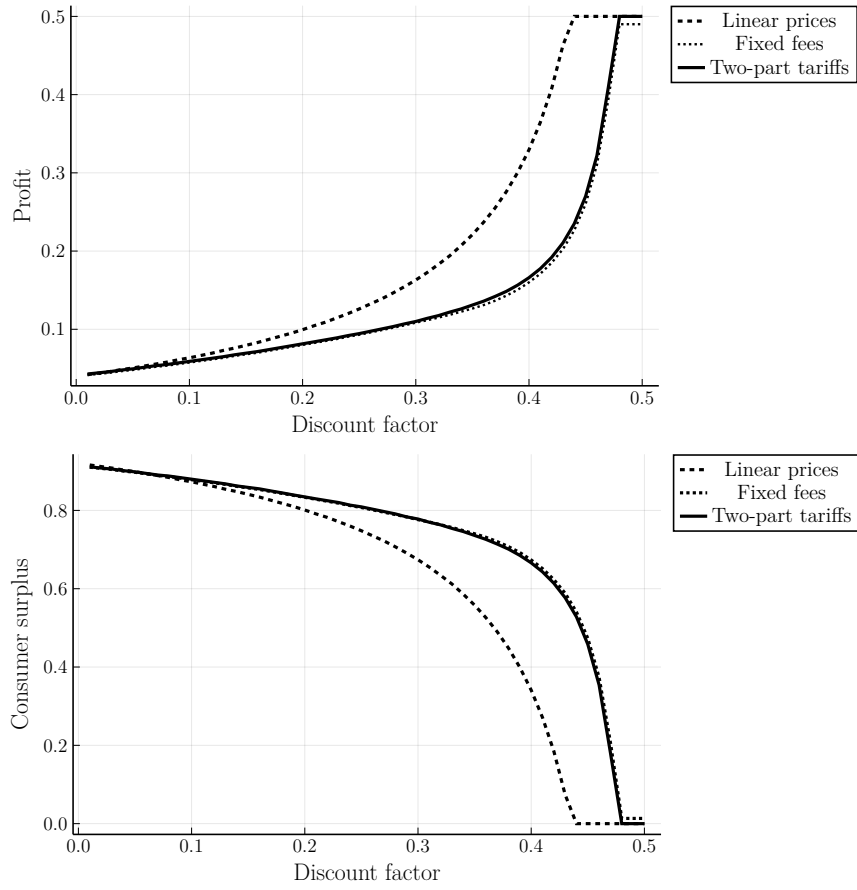 0.5
0.4
0.3
0.2
0.1
Profit
0.0 0.1 0.2 0.3 0.4 0.5
Discount factor
Linear prices
Fixed fees
Two-part tariffs
0.8
0.6
0.4
0.2
0.0
Consumer surplus
0.0 0.1 0.2 0.3 0.4 0.5
Discount factor
Linear prices
Fixed fees
Two-part tariffs